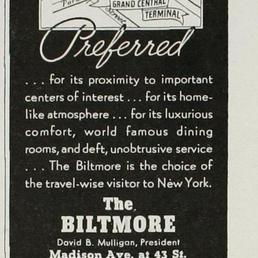 GRAND CENTRAL
TERMINAL
Preferred
... for its proximity to important
centers of interest ... for its home-
like atmosphere ... for its luxurious
comfort, world famous dining
rooms, and deft, unobtrusive service
... The Biltmore is the choice of
the travel-wise visitor to New York.
The
BILTMORE
David B. Mulligan, President
Madison Ave. at 43 St.